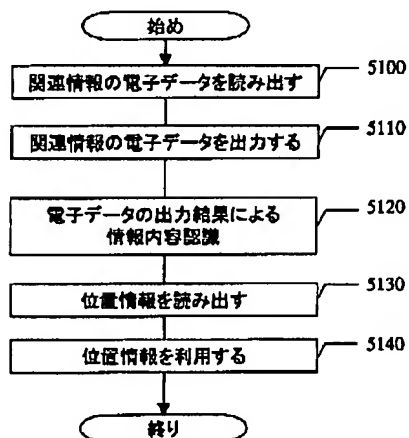 始め
関連情報の電子データを読み出す
5100
関連情報の電子データを出力する
5110
電子データの出力結果による
情報内容認識
5120
位置情報を読み出す
5130
位置情報を利用する
5140
終り